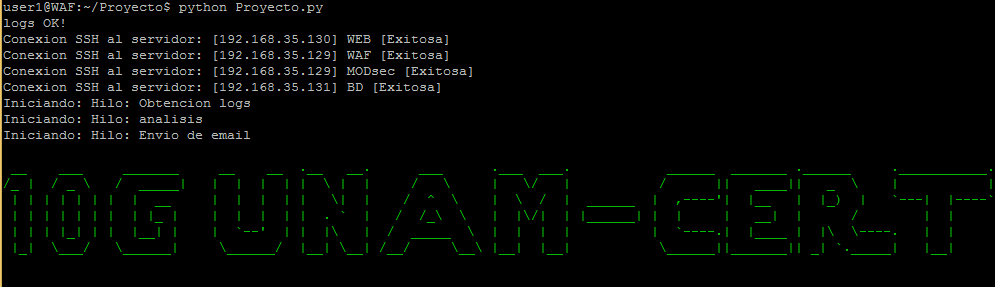 user1@WAF:~/Proyecto$ python Proyecto.py
logs OK!
Conexion SSH al servidor: [192.168.35.130] WEB [Exitosa]
Conexion SSH al servidor: [192.168.35.129] WAF [Exitosa]
Conexion SSH al servidor: [192.168.35.129] MODsec [Exitosa]
Conexion SSH al servidor: [192.168.35.131] BD [Exitosa]
Iniciando: Hilo: Obtencion logs
Iniciando: Hilo: analisis
Iniciando: Hilo: Envio de email
10G UNAM-CERT